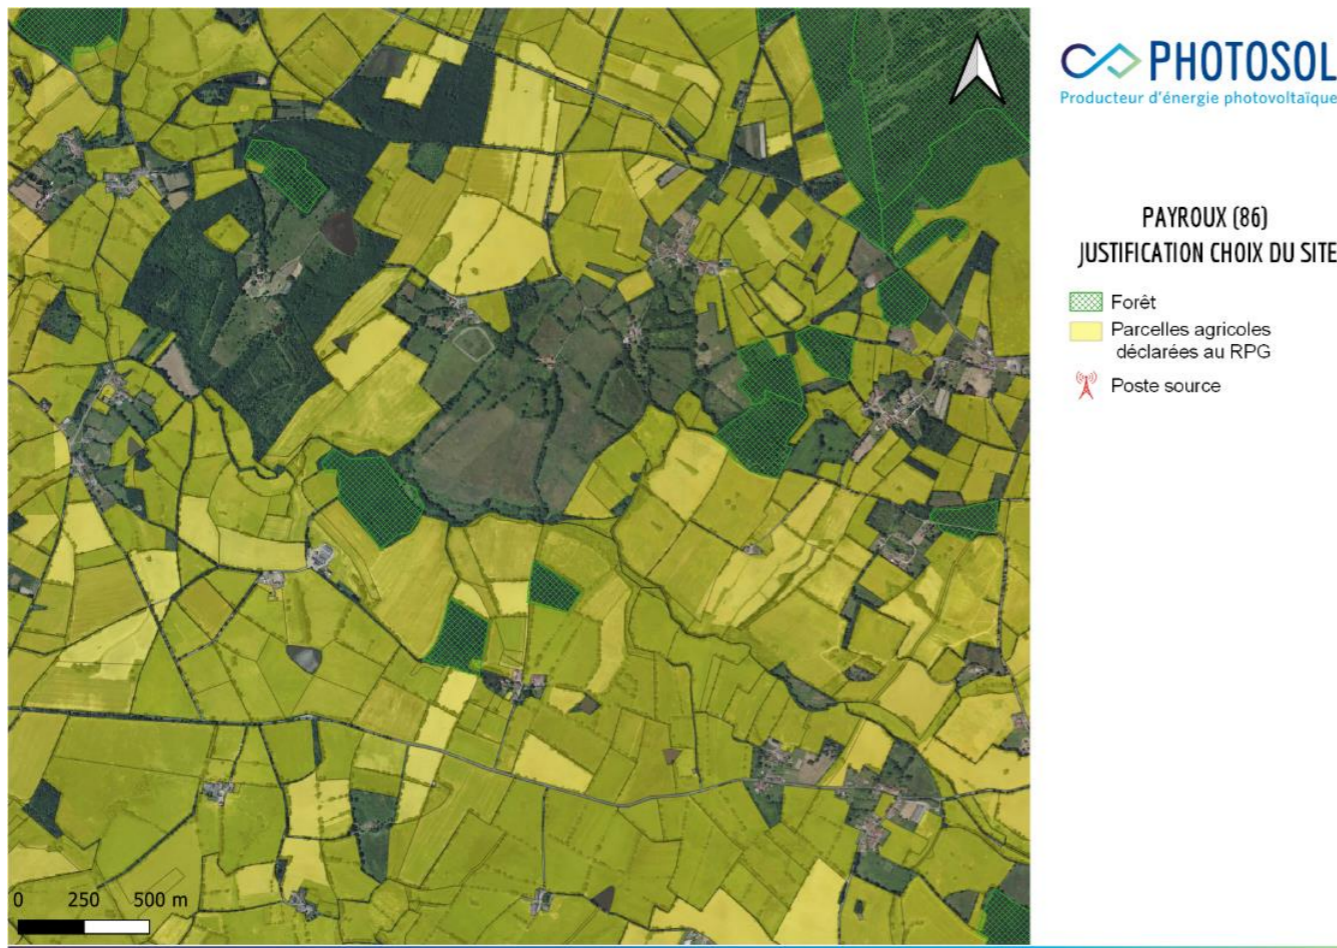 PHOTOSOL
Producteur d'énergie photovoltaïque
PAYROUX (86)
JUSTIFICATION CHOIX DU SITE
Forêt
Parcelles agricoles
déclarées au RPG
Poste source
0 250 500 m